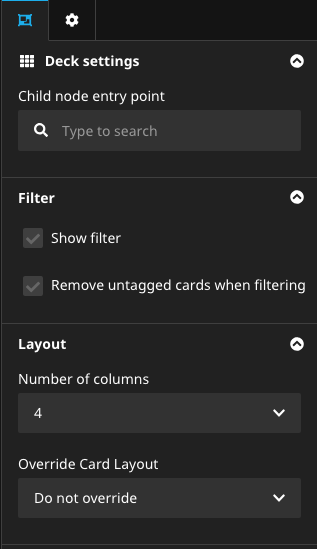 Deck settings
Child node entry point
Type to search
Filter
Show filter
Remove untagged cards when filtering
Layout
Number of columns
4
Override Card Layout
Do not override